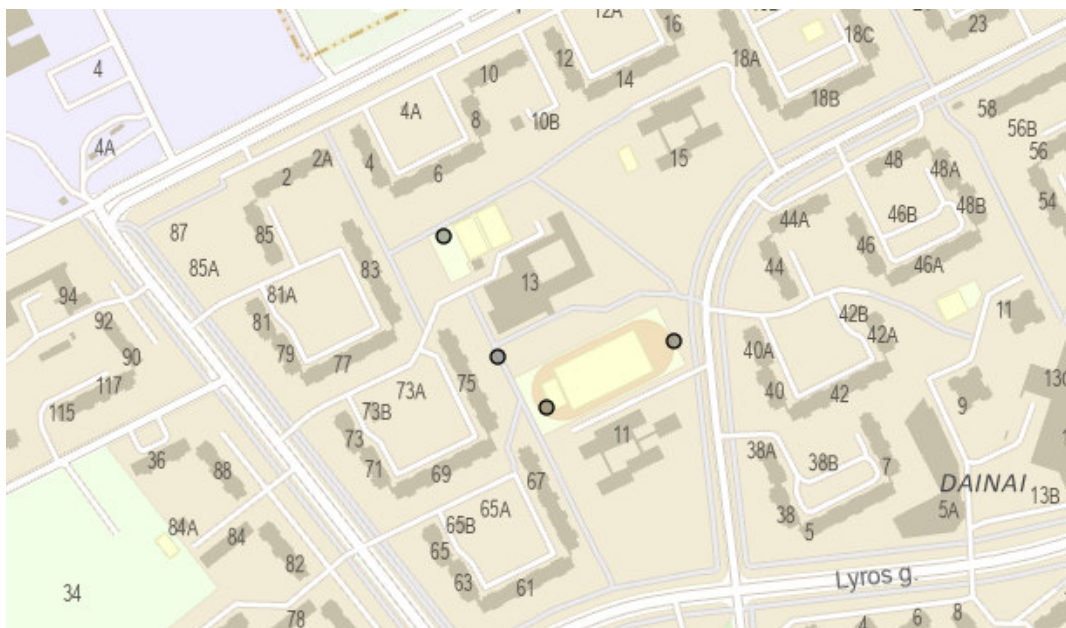 12A
16
18C
23
4
10
12
14
18A
18B
58
4A
8
10B
56B
4A
4
6
15
48
48A
56
2A
2
54
87
85
44A
46B
48B
46
46A
85A
83
44
13
94
81A
11
92
81
42B
42A
90
79
77
40A
117
73A
75
40
42
9
115
73B
73
11
36
71
69
38A
38B
7
88
67
DAINAI
13B
5A
84A
65A
65B
38
5
84
65
82
63
61
34
Lyros g.
78
4
6
8